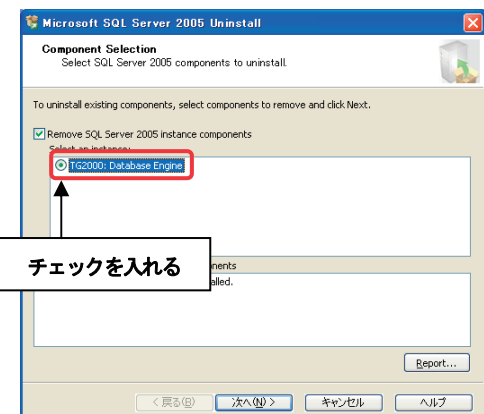 Microsoft SQL Server 2005 Uninstall
Component Selection
Select SQL Server 2005 components to uninstall.
To uninstall existing components, select components to remove and click Next.
Remove SQL Server 2005 instance components
Select an instance:
TG2000: Database Engine
チェックを入れる
Report...
< 戻る(B)
次へ(N) >
キャンセル
ヘルプ